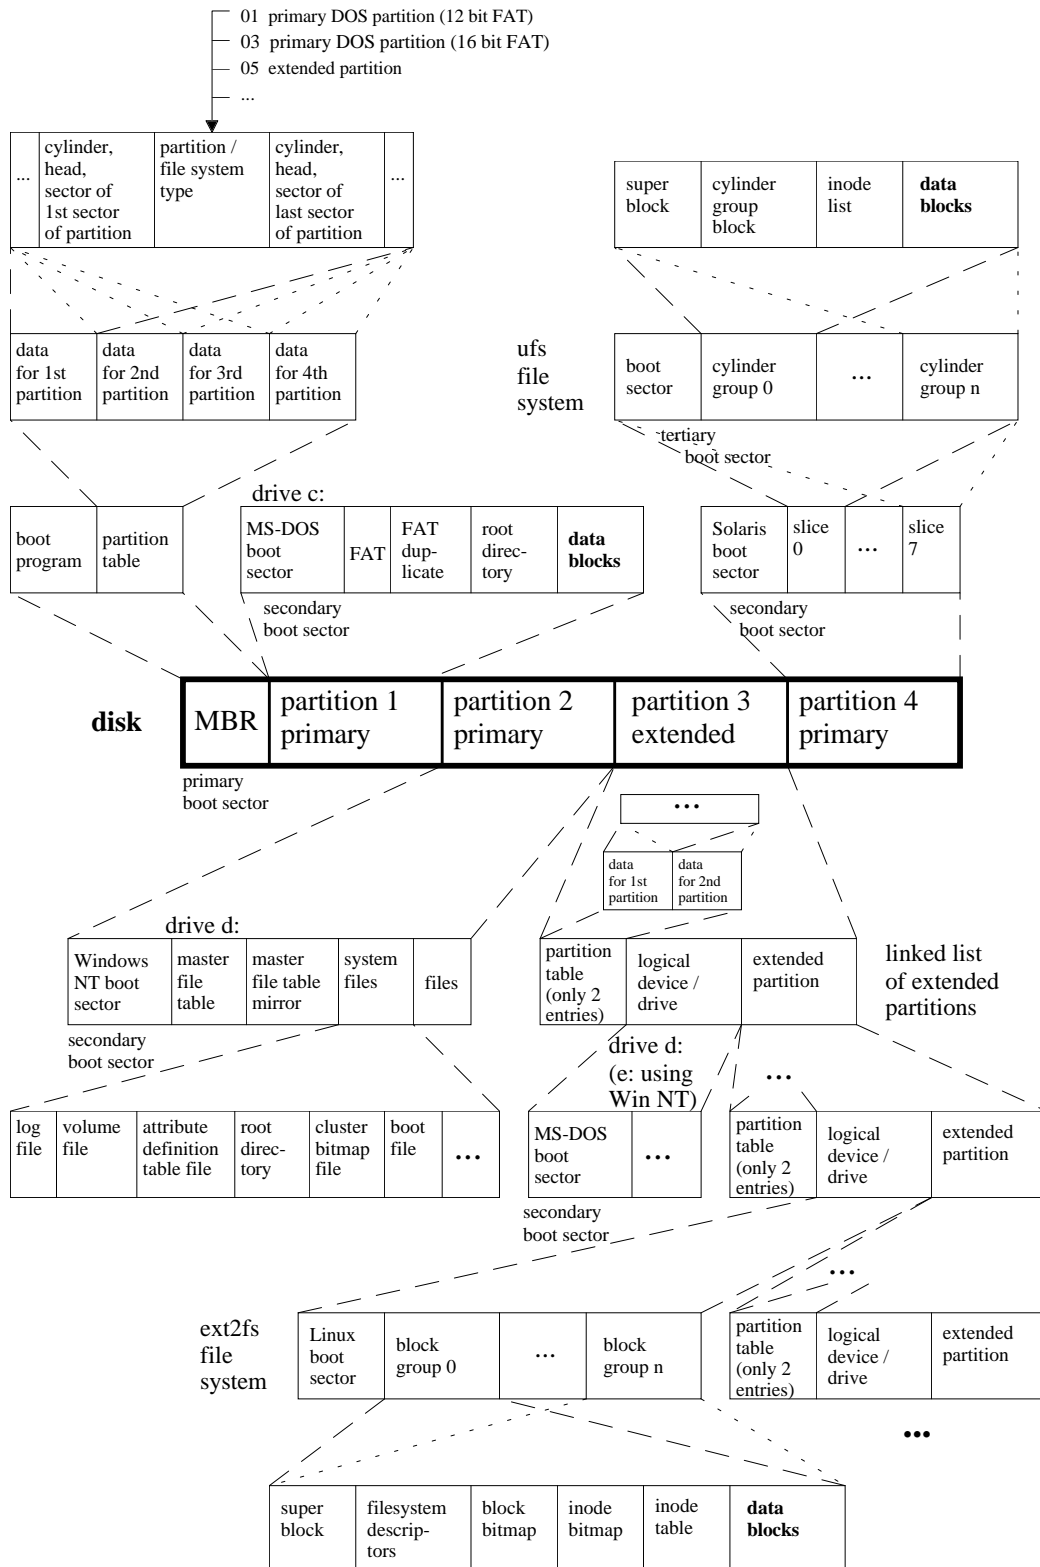 01 primary DOS partition (12 bit FAT)
03 primary DOS partition (16 bit FAT)
05 extended partition
...
...
cylinder,
head,
sector of
1st sector
of partition
partition /
file system
type
cylinder,
head,
sector of
last sector
of partition
...
super
block
cylinder
group
block
inode
list
data
blocks
data
for 1st
partition
data
for 2nd
partition
data
for 3rd
partition
data
for 4th
partition
ufs
file
system
boot
sector
cylinder
group 0
...
cylinder
group n
tertiary
boot sector
drive c:
boot
program
partition
table
MS-DOS
boot
sector
FAT
FAT
dup-
plicate
root
direc-
tory
data
blocks
Solaris
boot
sector
slice
0
...
slice
7
secondary
boot sector
secondary
boot sector
disk
MBR
partition 1
primary
partition 2
primary
partition 3
extended
partition 4
primary
primary
boot sector
...
data
for 1st
partition
data
for 2nd
partition
drive d:
Windows
NT boot
sector
master
file
table
master
file table
mirror
system
files
files
partition
table
(only 2
entries)
logical
device /
drive
extended
partition
linked list
of extended
partitions
secondary
boot sector
drive d:
(e: using
Win NT)
...
log
file
volume
file
attribute
definition
table file
root
direc-
tory
cluster
bitmap
file
boot
file
...
MS-DOS
boot
sector
...
partition
table
(only 2
entries)
logical
device /
drive
extended
partition
secondary
boot sector
...
ext2fs
file
system
Linux
boot
sector
block
group 0
...
block
group n
partition
table
(only 2
entries)
logical
device /
drive
extended
partition
...
super
block
filesystem
descrip-
tors
block
bitmap
inode
bitmap
inode
table
data
blocks